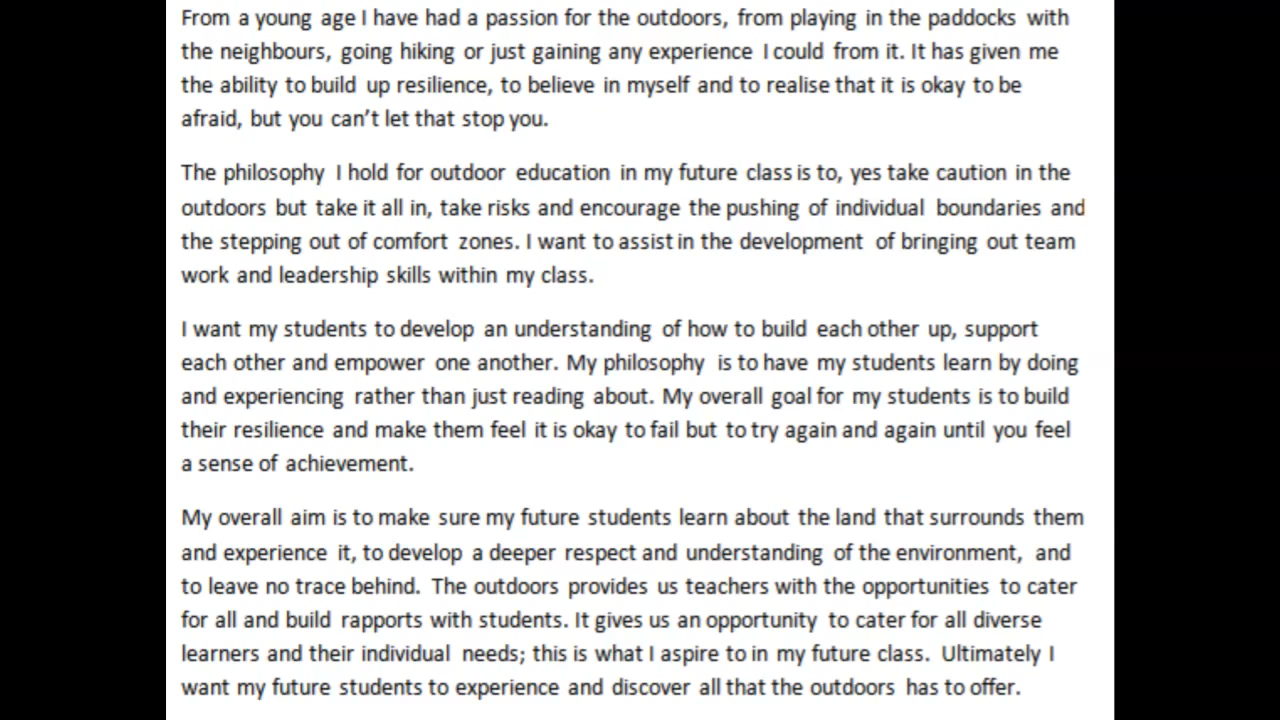 From a young age I have had a passion for the outdoors, from playing in the paddocks with
the neighbours, going hiking or just gaining any experience I could from it. It has given me
the ability to build up resilience, to believe in myself and to realise that it is okay to be
afraid, but you can't let that stop you.
The philosophy I hold for outdoor education in my future class is to, yes take caution in the
outdoors but take it all in, take risks and encourage the pushing of individual boundaries and
the stepping out of comfort zones. I want to assist in the development of bringing out team
work and leadership skills within my class.
I want my students to develop an understanding of how to build each other up, support
each other and empower one another. My philosophy is to have my students learn by doing
and experiencing rather than just reading about. My overall goal for my students is to build
their resilience and make them feel it is okay to fail but to try again and again until you feel
a sense of achievement.
My overall aim is to make sure my future students learn about the land that surrounds them
and experience it, to develop a deeper respect and understanding of the environment, and
to leave no trace behind. The outdoors provides us teachers with the opportunities to cater
for all and build rapports with students. It gives us an opportunity to cater for all diverse
learners and their individual needs; this is what I aspire to in my future class. Ultimately I
want my future students to experience and discover all that the outdoors has to offer.